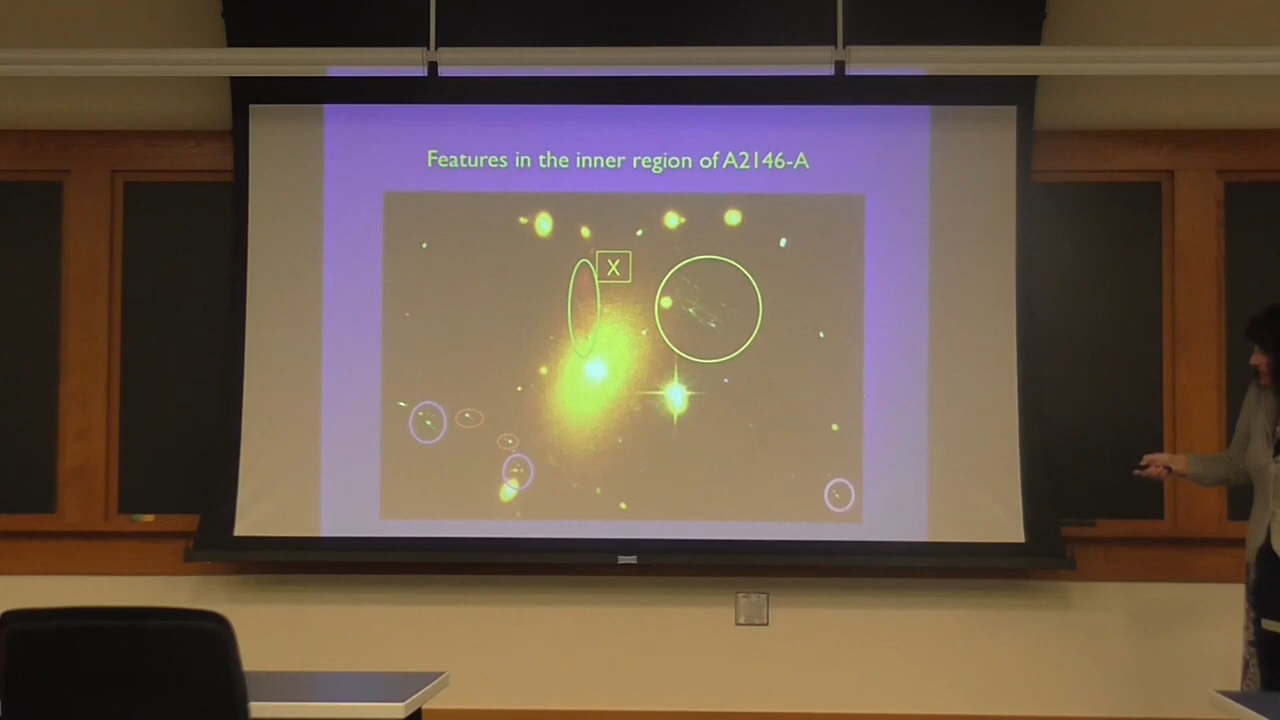 Features in the inner region of A2146-A
X